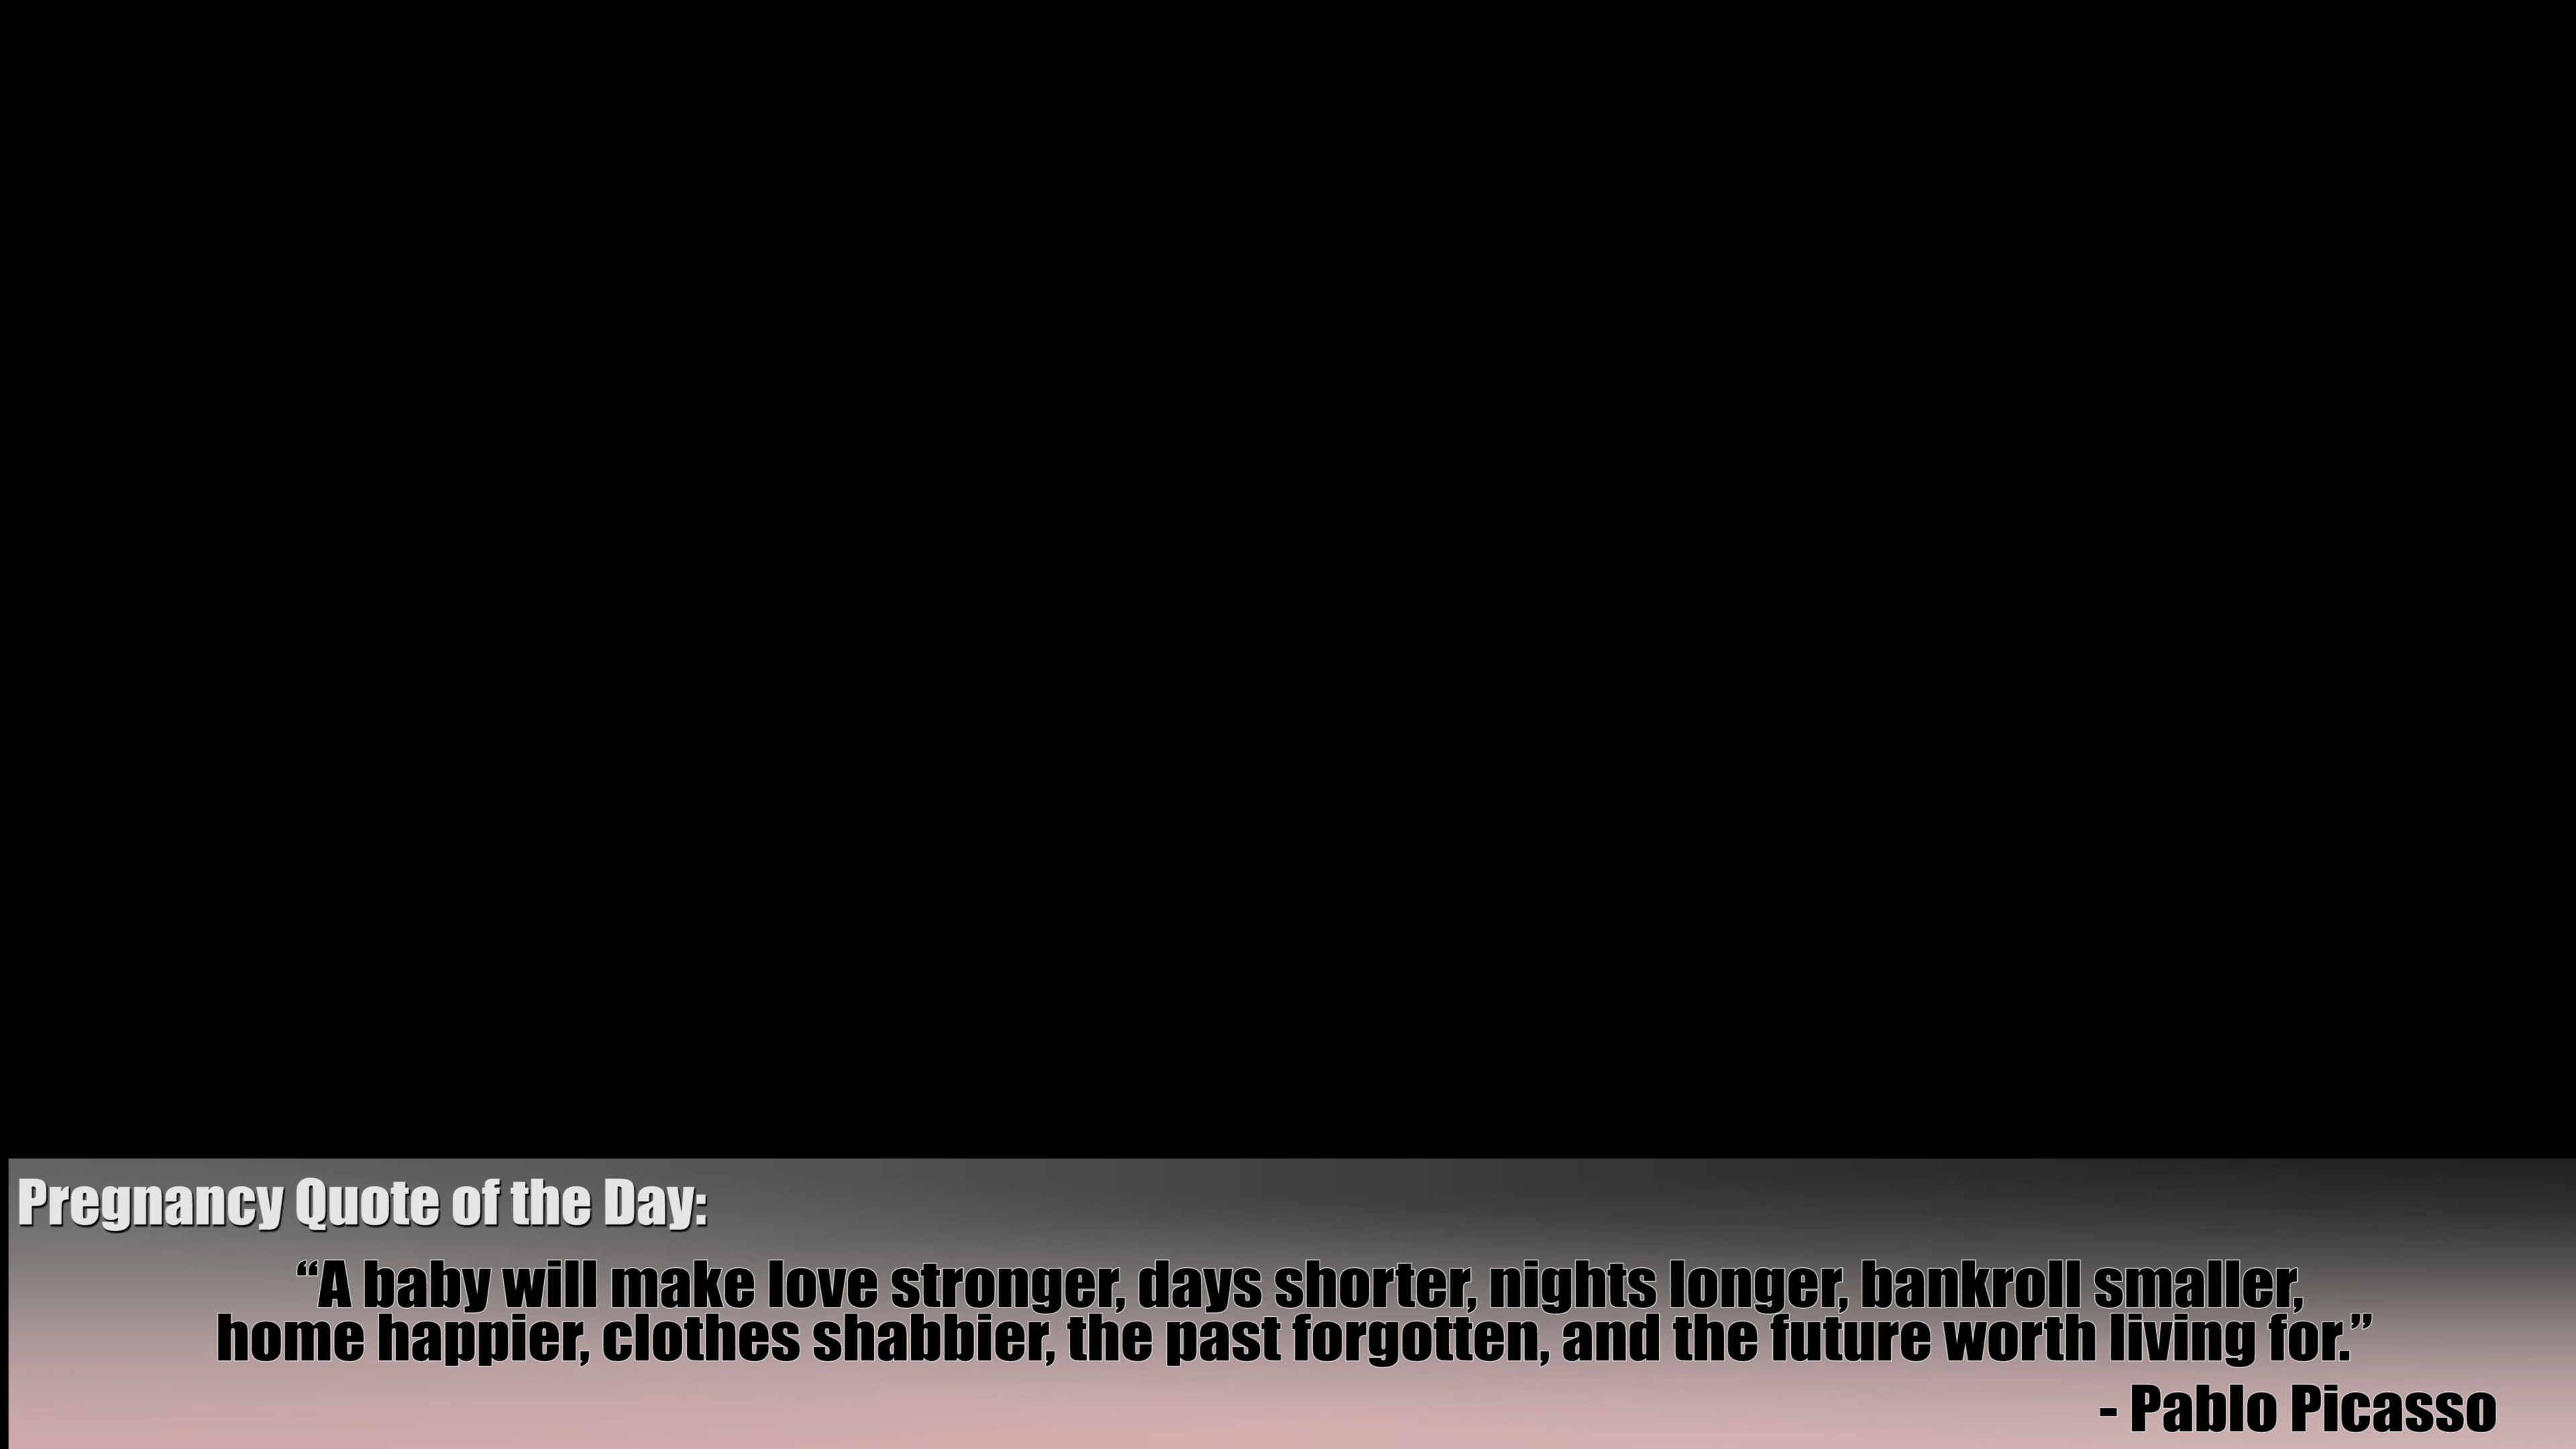 Pregnancy Quote of the Day:
“A baby will make love stronger, days shorter, nights longer, bankroll smaller,
home happier, clothes shabbier, the past forgotten, and the future worth living for.”
- Pablo Picasso